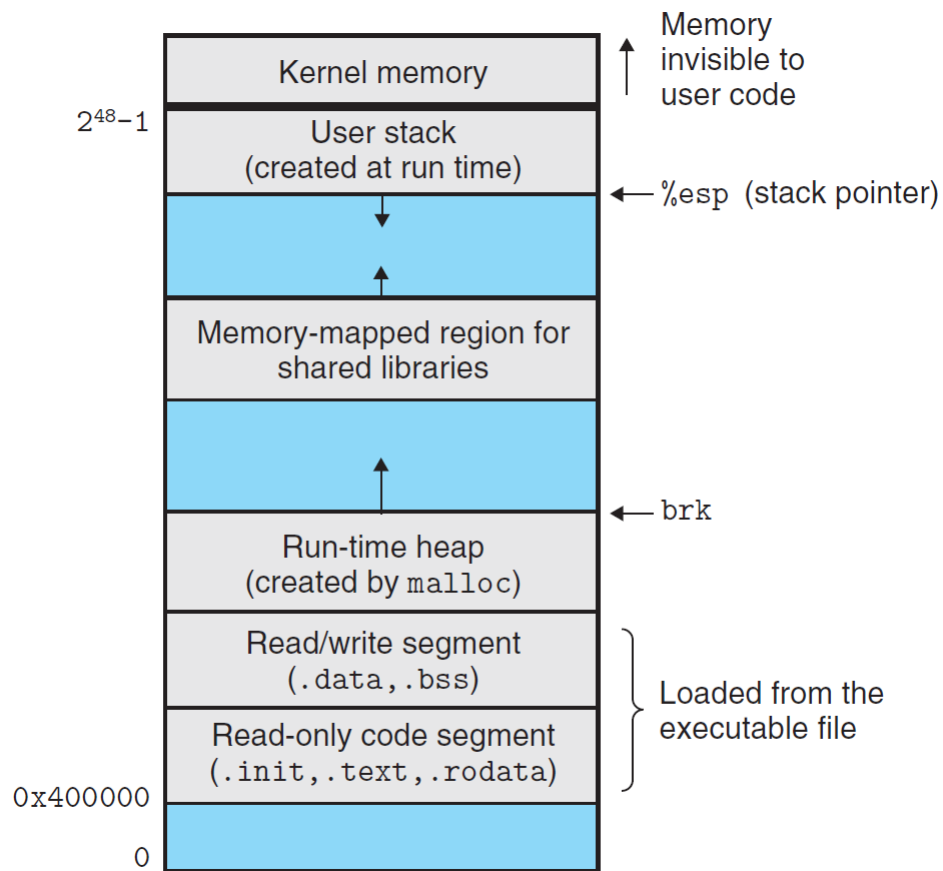 Memory
invisible to
user code
Kernel memory
2⁴⁸−1
User stack
(created at run time)
%esp (stack pointer)
Memory-mapped region for
shared libraries
brk
Run-time heap
(created by malloc)
Read/write segment
(.data,.bss)
Loaded from the
executable file
Read-only code segment
(.init,.text,.rodata)
0x400000
0